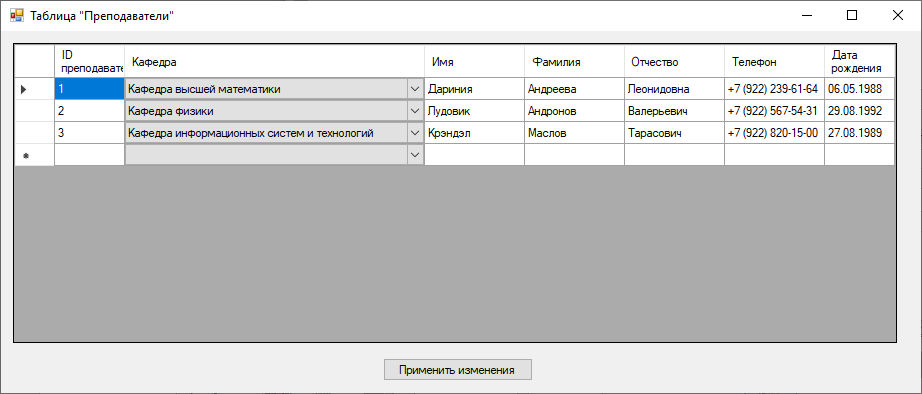 Таблица "Преподаватели"
ID преподавате Кафедра Имя Фамилия Отчество Телефон Дата рождения
1 Кафедра высшей математики Дариния Андреева Леонидовна +7 (922) 239-61-64 06.05.1988
2 Кафедра физики Лудовик Андронов Валерьевич +7 (922) 567-54-31 29.08.1992
3 Кафедра информационных систем и технологий Крэндэл Маслов Тарасович +7 (922) 820-15-00 27.08.1989
Применить изменения